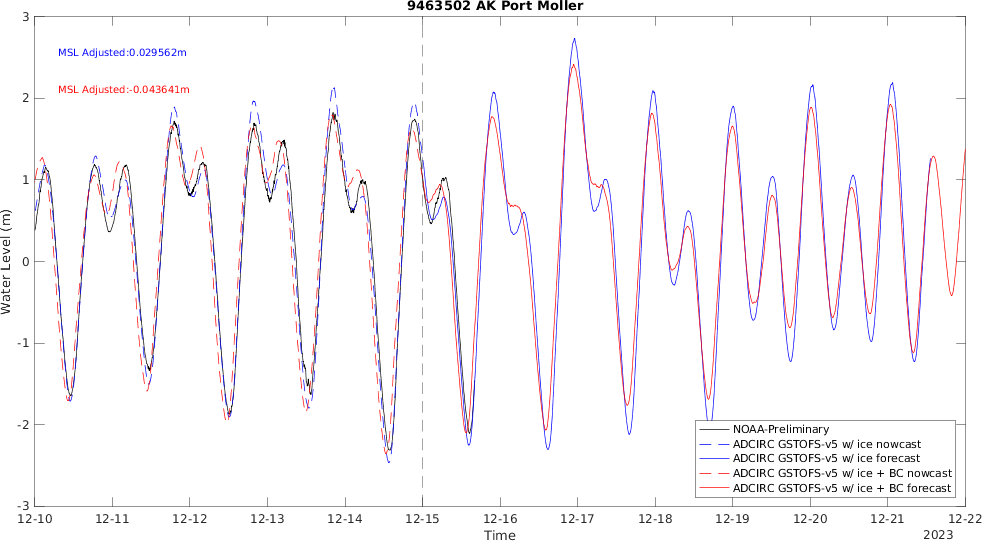 9463502 AK Port Moller
MSL Adjusted:0.029562m
MSL Adjusted:-0.043641m
Water Level (m)
3
2
1
0
-1
-2
-3
NOAA-Preliminary
ADCIRC GSTOFS-v5 w/ ice nowcast
ADCIRC GSTOFS-v5 w/ ice forecast
ADCIRC GSTOFS-v5 w/ ice + BC nowcast
ADCIRC GSTOFS-v5 w/ ice + BC forecast
12-10 12-11 12-12 12-13 12-14 12-15 12-16 12-17 12-18 12-19 12-20 12-21 12-22
Time
2023